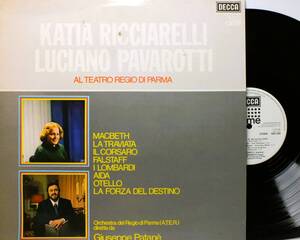 DECCA
KATIA RICCIARELLI
LUCIANO PAVAROTTI
AL TEATRO REGIO DI PARMA
MACBETH
LA TRAVIATA
IL CORSARO
FALSTAFF
I LOMBARDI
AIDA
OTELLO
LA FORZA DEL DESTINO
Orchestra del Regio di Parma (A.T.E.R.)
diretta da
Giuseppe Patanè
DECCA